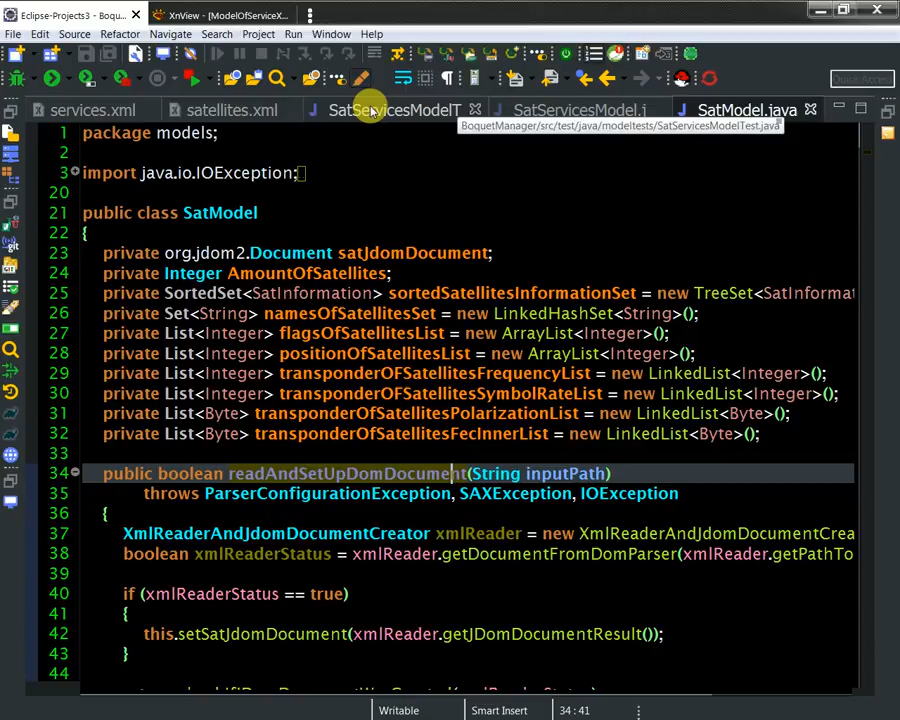 Eclipse-Projects3 - Boqu...
XnView - [ModelOfServiceX...
File Edit Source Refactor Navigate Search Project Run Window Help
Quick Access
services.xml
satellites.xml
SatServicesModelT
SatServicesModel.j
SatModel.java
BoquetManager/src/test/java/modeltests/SatServicesModelTest.java
1 package models;
2
3 import java.io.IOException;
20
21 public class SatModel
22 {
23 private org.jdom2.Document satJdomDocument;
24 private Integer AmountOfSatellites;
25 private SortedSet<SatInformation> sortedSatellitesInformationSet = new TreeSet<SatInformat
26 private Set<String> namesOfSatellitesSet = new LinkedHashSet<String>();
27 private List<Integer> flagsOfSatellitesList = new ArrayList<Integer>();
28 private List<Integer> positionOfSatellitesList = new ArrayList<Integer>();
29 private List<Integer> transponderOfSatellitesFrequencyList = new LinkedList<Integer>();
30 private List<Integer> transponderOfSatellitesSymbolRateList = new LinkedList<Integer>();
31 private List<Byte> transponderOfSatellitesPolarizationList = new LinkedList<Byte>();
32 private List<Byte> transponderOfSatellitesFecInnerList = new LinkedList<Byte>();
33
34 public boolean readAndSetUpDomDocument(String inputPath)
35 throws ParserConfigurationException, SAXException, IOException
36 {
37 XmlReaderAndJdomDocumentCreator xmlReader = new XmlReaderAndJdomDocumentCrea
38 boolean xmlReaderStatus = xmlReader.getDocumentFromDomParser(xmlReader.getPathTo
39
40 if (xmlReaderStatus == true)
41 {
42 this.setSatJdomDocument(xmlReader.getJDomDocumentResult());
43 }
44
Writable Smart Insert 34 : 41